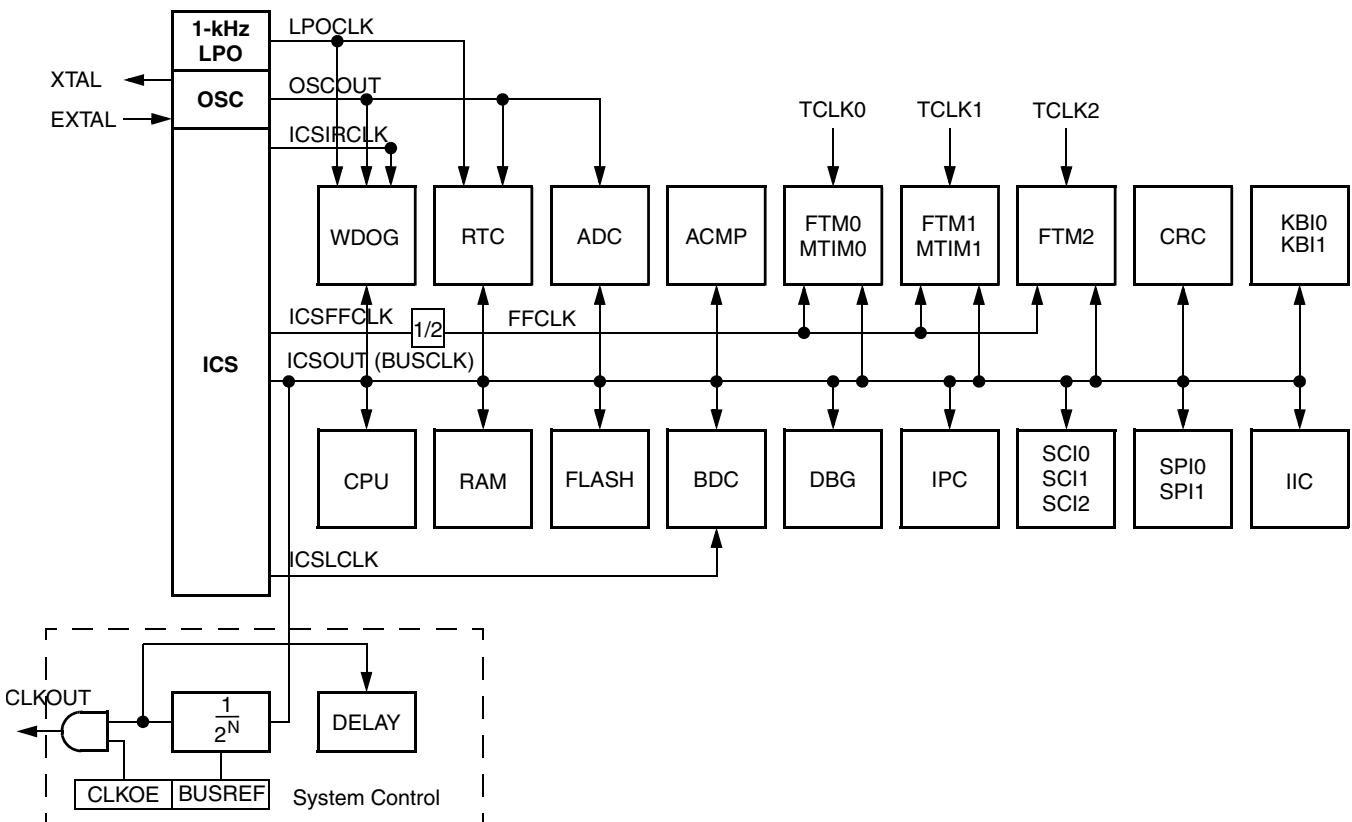 1-kHz
LPO
LPOCLK
XTAL
OSC
OSCOUT
EXTAL
ICSIRCLK
TCLK0
TCLK1
TCLK2
WDOG
RTC
ADC
ACMP
FTM0
MTIM0
FTM1
MTIM1
FTM2
CRC
KBI0
KBI1
ICSFFCLK
1/2
FFCLK
ICS
ICSOUT (BUSCLK)
CPU
RAM
FLASH
BDC
DBG
IPC
SCI0
SCI1
SCI2
SPI0
SPI1
IIC
ICSLCLK
CLKOUT
1
2N
DELAY
CLKOE
BUSREF
System Control